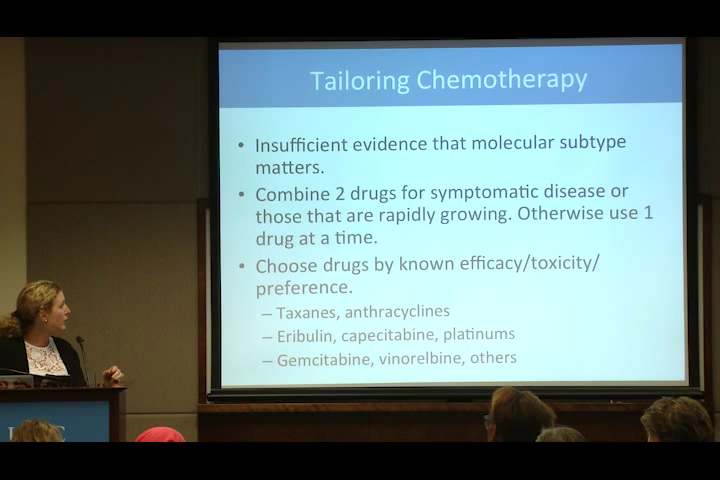 Tailoring Chemotherapy
• Insufficient evidence that molecular subtype
matters.
• Combine 2 drugs for symptomatic disease or
those that are rapidly growing. Otherwise use 1
drug at a time.
• Choose drugs by known efficacy/toxicity/
preference.
– Taxanes, anthracyclines
– Eribulin, capecitabine, platinums
– Gemcitabine, vinorelbine, others